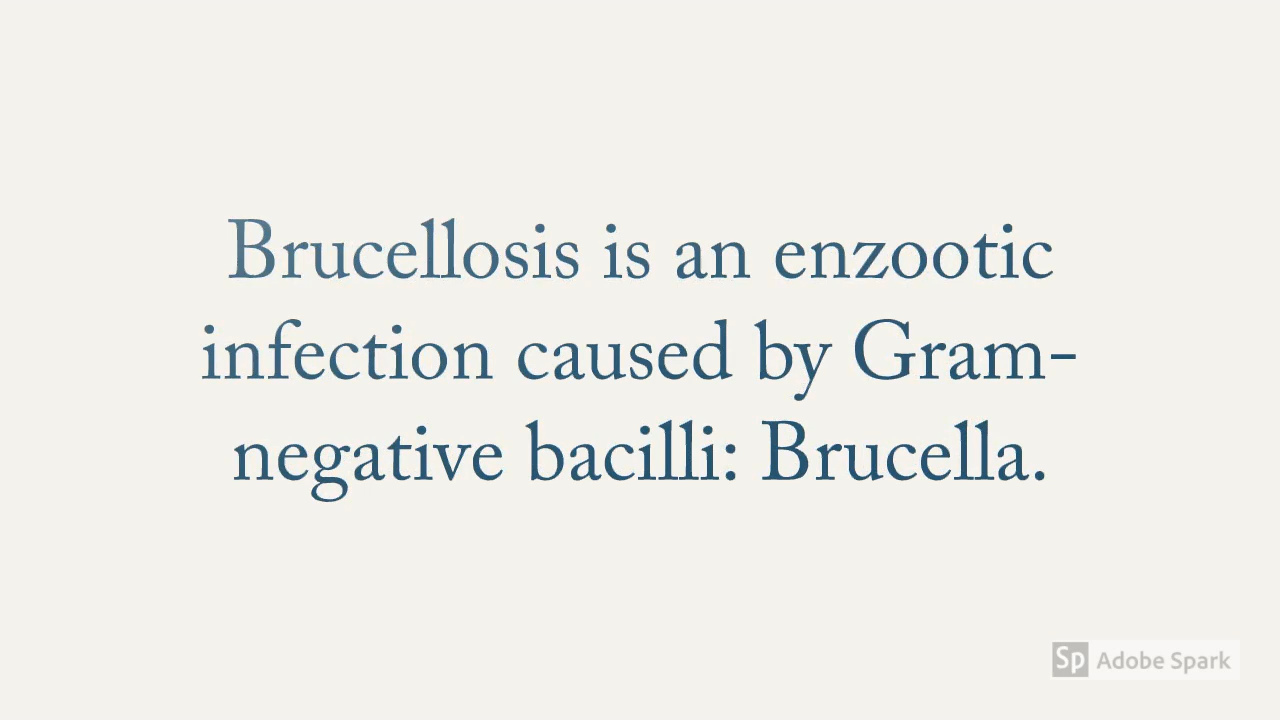 Brucellosis is an enzootic
infection caused by Gram-
negative bacilli: Brucella.
Sp Adobe Spark